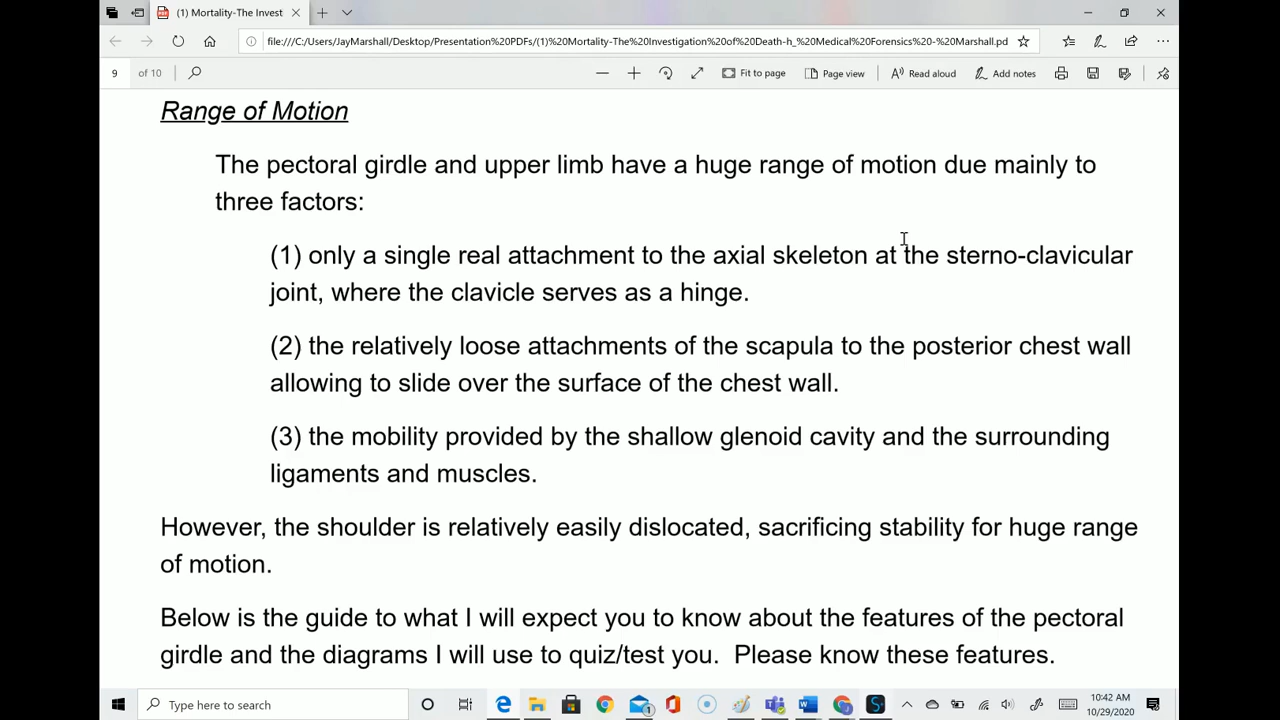 (1) Mortality-The Invest
file:///C:/Users/JayMarshall/Desktop/Presentation%20PDFs/(1)%20Mortality-The%20Investigation%20of%20Death-h_%20Medical%20Forensics%20-%20Marshall.pd
9 of 10
Fit to page
Page view
Read aloud
Add notes
Range of Motion
The pectoral girdle and upper limb have a huge range of motion due mainly to
three factors:
(1) only a single real attachment to the axial skeleton at the sterno-clavicular
joint, where the clavicle serves as a hinge.
(2) the relatively loose attachments of the scapula to the posterior chest wall
allowing to slide over the surface of the chest wall.
(3) the mobility provided by the shallow glenoid cavity and the surrounding
ligaments and muscles.
However, the shoulder is relatively easily dislocated, sacrificing stability for huge range
of motion.
Below is the guide to what I will expect you to know about the features of the pectoral
girdle and the diagrams I will use to quiz/test you.  Please know these features.
Type here to search
10:42 AM
10/29/2020